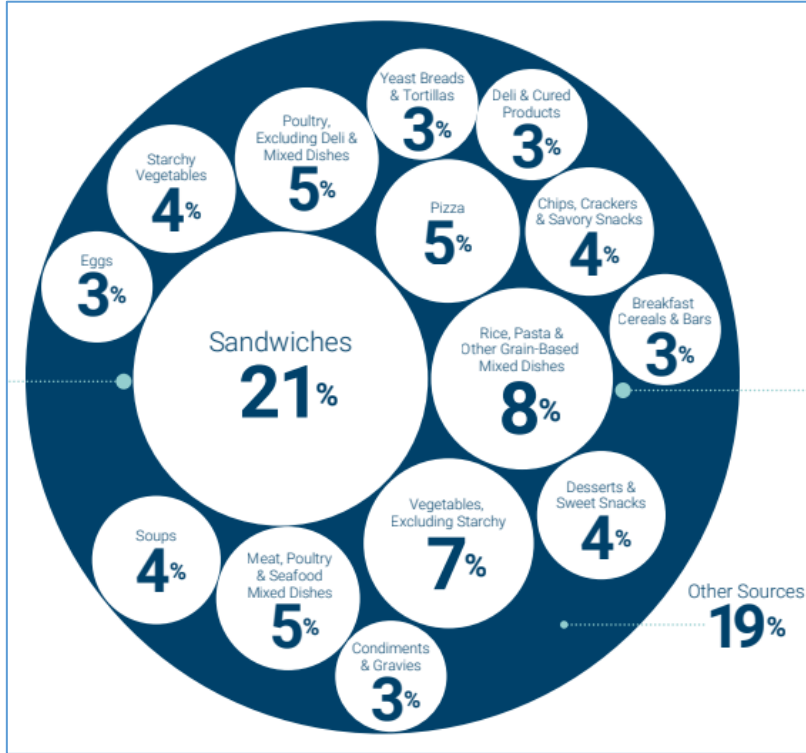 Yeast Breads
& Tortillas
3%
Deli & Cured
Products
3%
Poultry,
Excluding Deli &
Mixed Dishes
5%
Starchy
Vegetables
4%
Pizza
5%
Chips, Crackers
& Savory Snacks
4%
Eggs
3%
Breakfast
Cereals & Bars
3%
Sandwiches
21%
Rice, Pasta &
Other Grain-Based
Mixed Dishes
8%
Desserts &
Sweet Snacks
4%
Vegetables,
Excluding Starchy
7%
Soups
4%
Meat, Poultry
& Seafood
Mixed Dishes
5%
Other Sources
19%
Condiments
& Gravies
3%